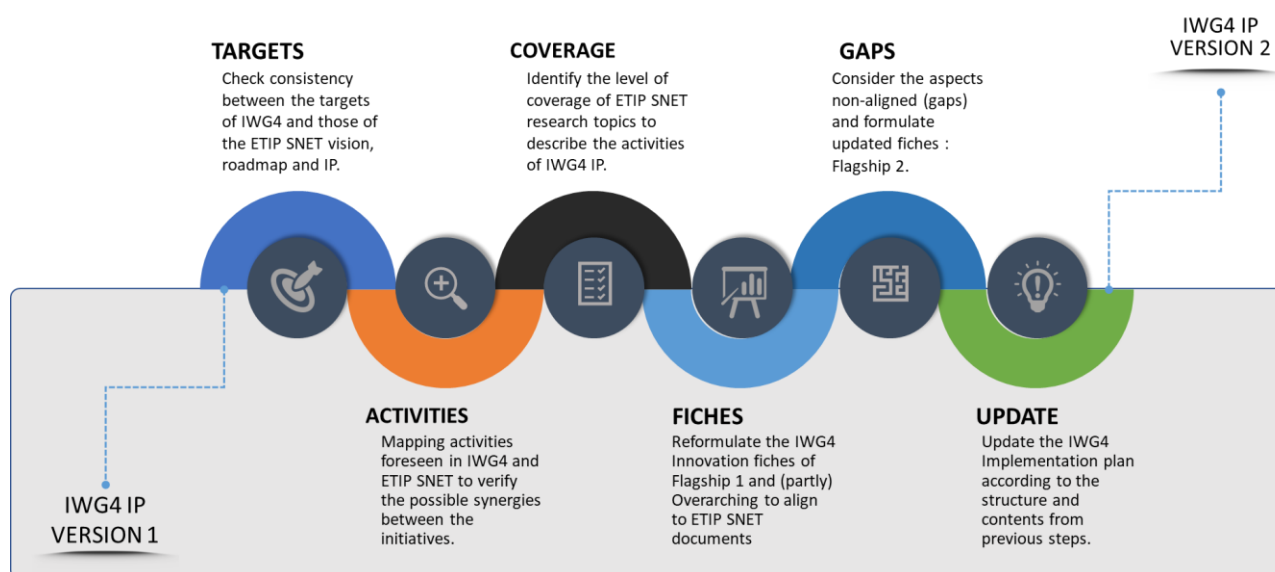 TARGETS
Check consistency
between the targets
of IWG4 and those of
the ETIP SNET vision,
roadmap and IP.
COVERAGE
Identify the level of
coverage of ETIP SNET
research topics to
describe the activities
of IWG4 IP.
GAPS
Consider the aspects
non-aligned (gaps)
and formulate
updated fiches :
Flagship 2.
IWG4 IP
VERSION 2
IWG4 IP
VERSION 1
ACTIVITIES
Mapping activities
foreseen in IWG4 and
ETIP SNET to verify
the possible synergies
between the
initiatives.
FICHES
Reformulate the IWG4
Innovation fiches of
Flagship 1 and (partly)
Overarching to align
to ETIP SNET
documents
UPDATE
Update the IWG4
Implementation plan
according to the
structure and
contents from
previous steps.